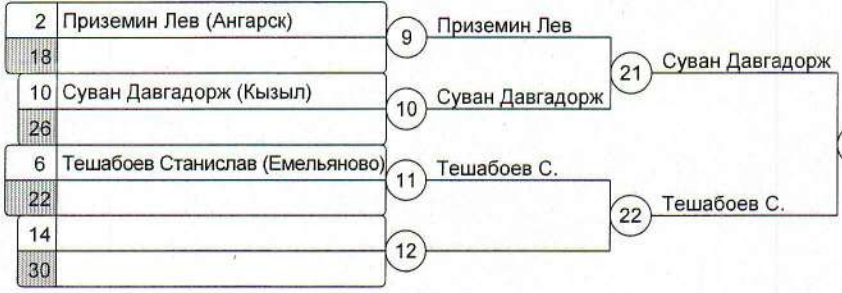 2 Приземин Лев (Ангарск)
18
9 Приземин Лев
10 Суван Давгадорж (Кызыл)
26
10 Суван Давгадорж
21 Суван Давгадорж
6 Тешабоев Станислав (Емельяново)
22
11 Тешабоев С.
14
30
12
22 Тешабоев С.